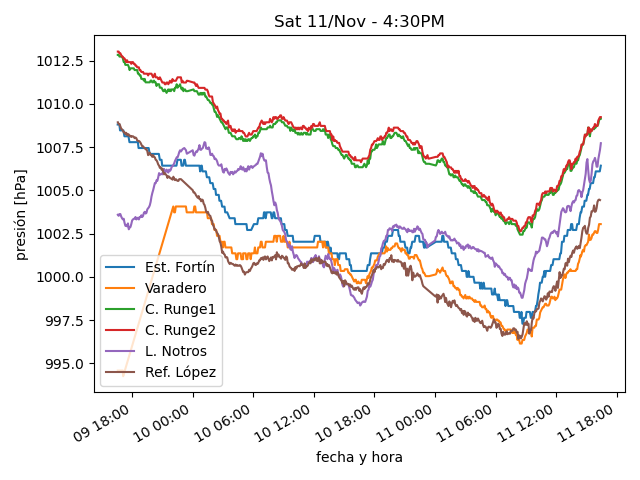 Sat 11/Nov - 4:30PM
presión [hPa]
1012.5
1010.0
1007.5
1005.0
1002.5
1000.0
997.5
995.0
Est. Fortín
Varadero
C. Runge1
C. Runge2
L. Notros
Ref. López
09 18:00
10 00:00
10 06:00
10 12:00
10 18:00
11 00:00
11 06:00
11 12:00
11 18:00
fecha y hora